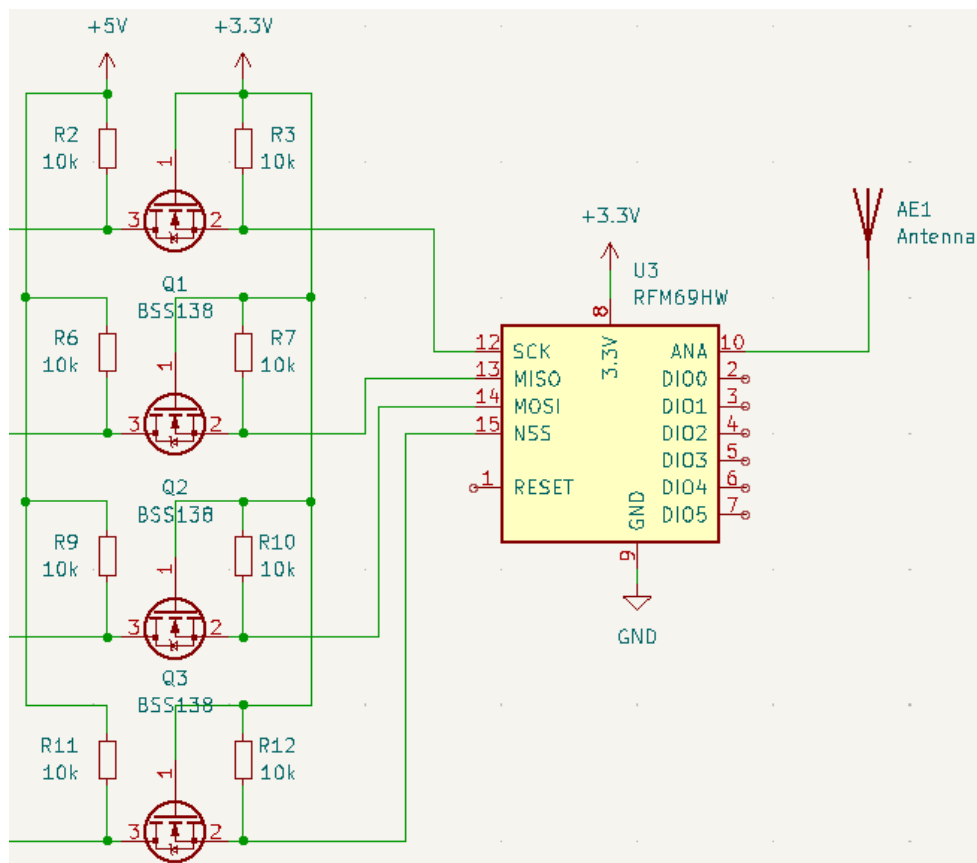 +5V
+3.3V
R2
10k
1
R3
10k
3
2
Q1
BSS138
R6
10k
1
R7
10k
3
2
Q2
BSS138
R9
10k
1
R10
10k
3
2
Q3
BSS138
R11
10k
1
R12
10k
3
2
+3.3V
U3
RFM69HW
8
3.3V
12 SCK
13 MISO
14 MOSI
15 NSS
1 RESET
ANA 10
DIO0 2
DIO1 3
DIO2 4
DIO3 5
DIO4 6
DIO5 7
GND
9
GND
AE1
Antenna